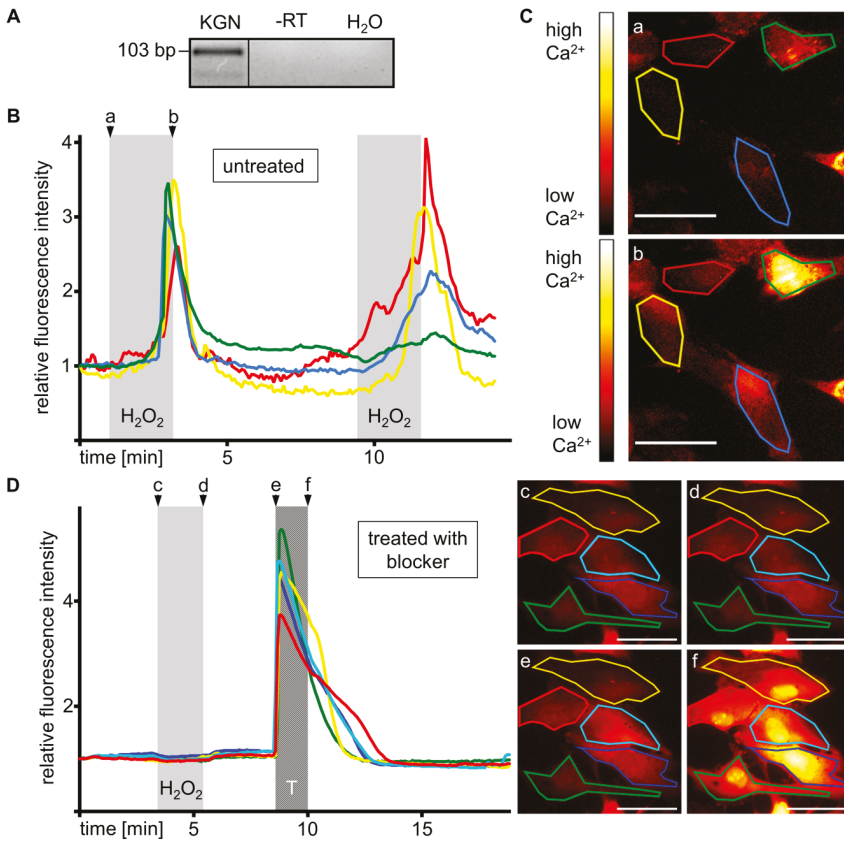 A
KGN
-RT
H₂O
103 bp
B
a
b
relative fluorescence intensity
4
3
2
1
untreated
H₂O₂
H₂O₂
time [min]
5
10
C
high
Ca²⁺
low
Ca²⁺
a
high
Ca²⁺
low
Ca²⁺
b
D
c
d
e
f
relative fluorescence intensity
4
2
treated with
blocker
H₂O₂
T
time [min]
5
10
15
c
d
e
f